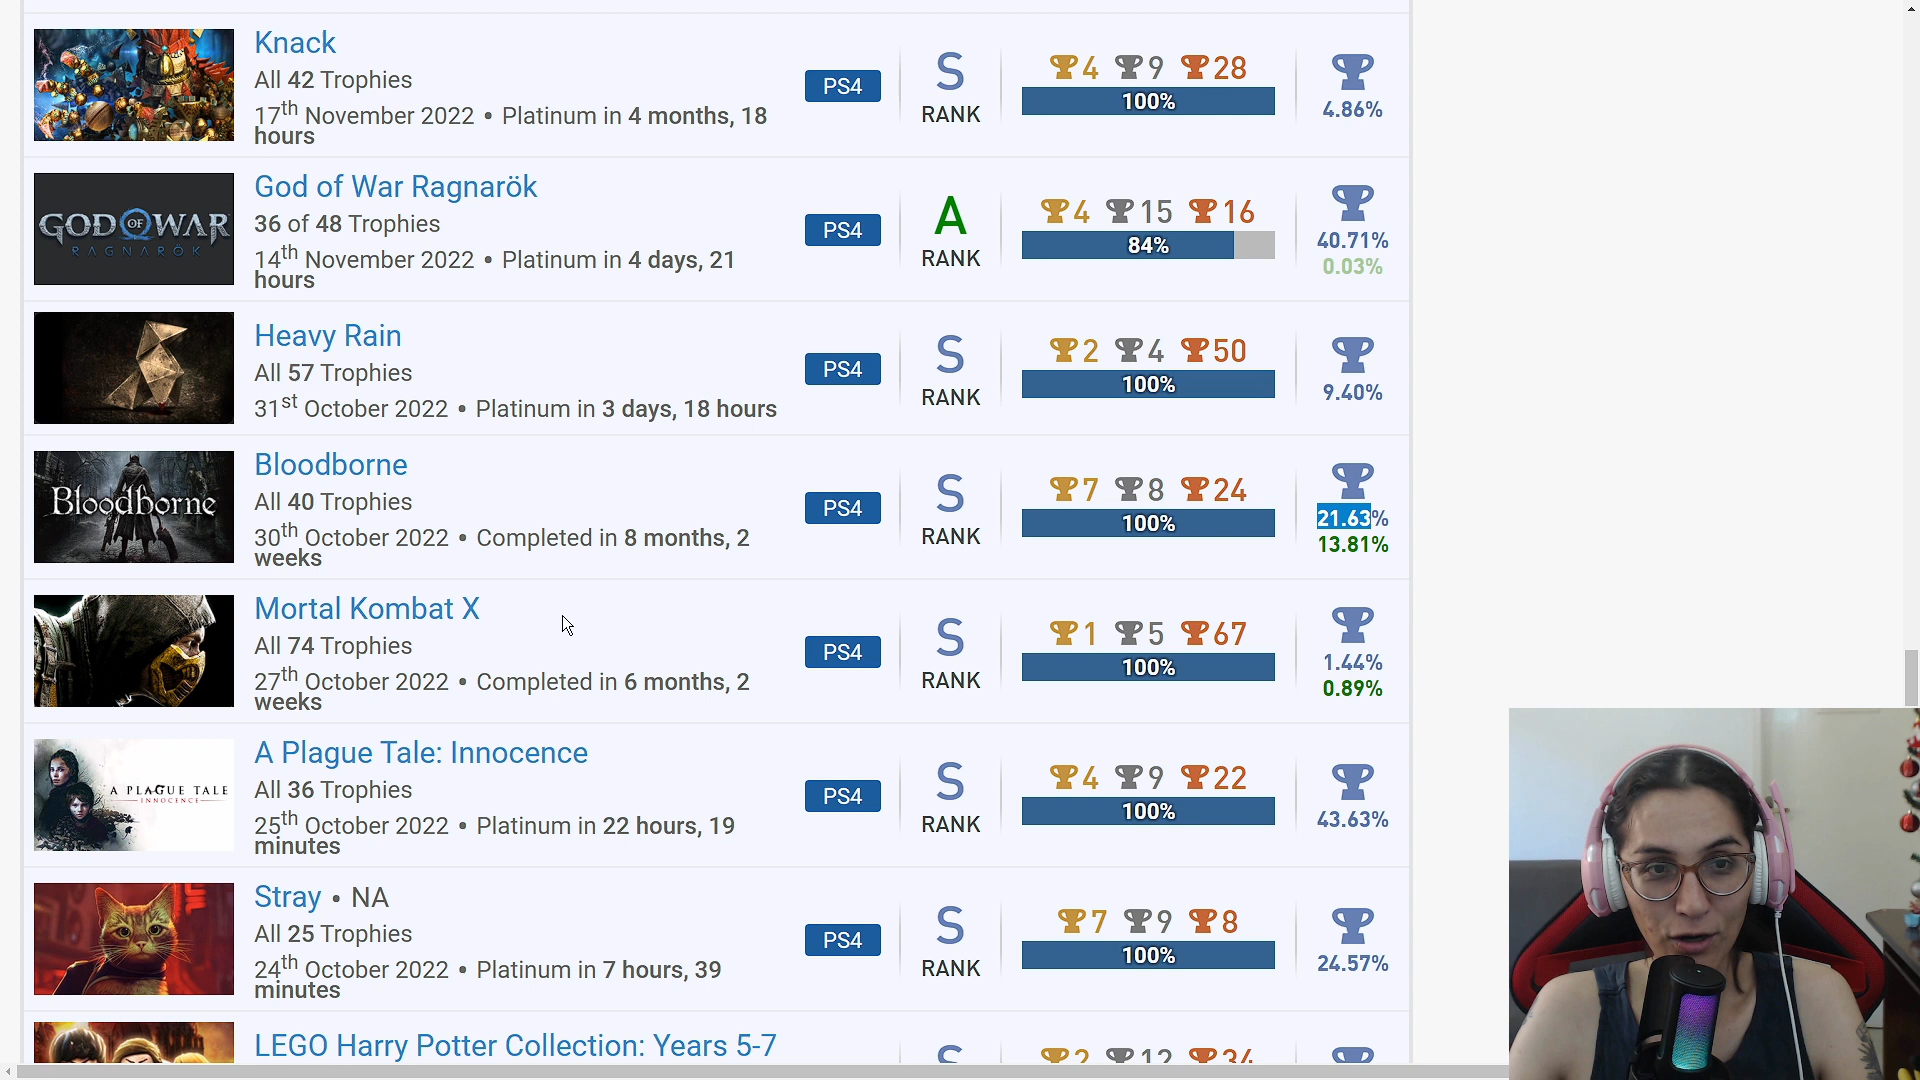 Knack
All 42 Trophies
17th November 2022 • Platinum in 4 months, 18
hours
PS4
S
RANK
4 9 28
100%
4.86%
GOD OF WAR
RAGNARÖK
God of War Ragnarök
36 of 48 Trophies
14th November 2022 • Platinum in 4 days, 21
hours
PS4
A
RANK
4 15 16
84%
40.71%
0.03%
Heavy Rain
All 57 Trophies
31st October 2022 • Platinum in 3 days, 18 hours
PS4
S
RANK
2 4 50
100%
9.40%
Bloodborne
Bloodborne
All 40 Trophies
30th October 2022 • Completed in 8 months, 2
weeks
PS4
S
RANK
7 8 24
100%
21.63%
13.81%
Mortal Kombat X
All 74 Trophies
27th October 2022 • Completed in 6 months, 2
weeks
PS4
S
RANK
1 5 67
100%
1.44%
0.89%
A PLAGUE TALE
INNOCENCE
A Plague Tale: Innocence
All 36 Trophies
25th October 2022 • Platinum in 22 hours, 19
minutes
PS4
S
RANK
4 9 22
100%
43.63%
Stray • NA
All 25 Trophies
24th October 2022 • Platinum in 7 hours, 39
minutes
PS4
S
RANK
7 9 8
100%
24.57%
LEGO Harry Potter Collection: Years 5-7
S
2 12 34